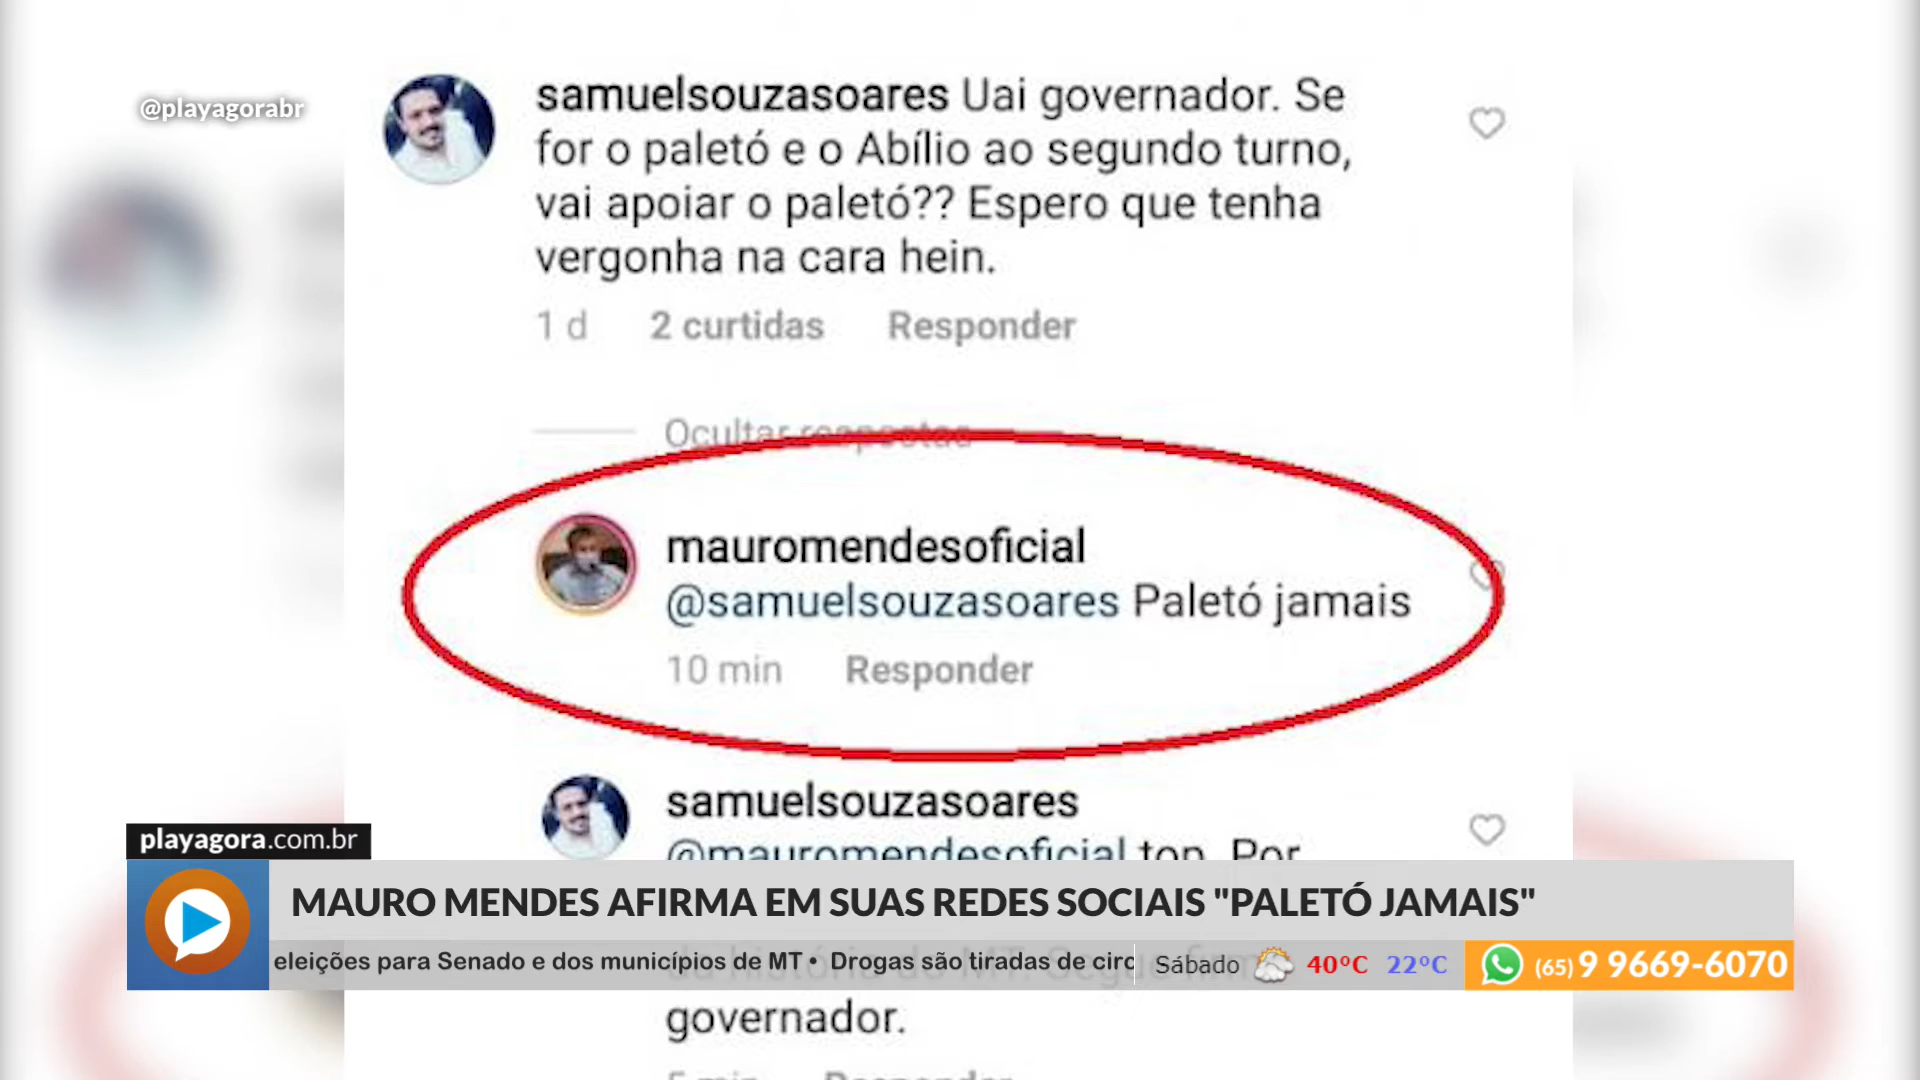 @playagorabr
samuelsouzasoares Uai governador. Se
for o paletó e o Abílio ao segundo turno,
vai apoiar o paletó?? Espero que tenha
vergonha na cara hein.
1 d 2 curtidas Responder
Ocultar respostas
mauromendesoficial
@samuelsouzasoares Paletó jamais
10 min Responder
samuelsouzasoares
@mauromendesoficial top. Por
playagora.com.br
MAURO MENDES AFIRMA EM SUAS REDES SOCIAIS "PALETÓ JAMAIS"
eleições para Senado e dos municípios de MT • Drogas são tiradas de circ
Sábado 40ºC 22ºC
(65) 9 9669-6070
governador.